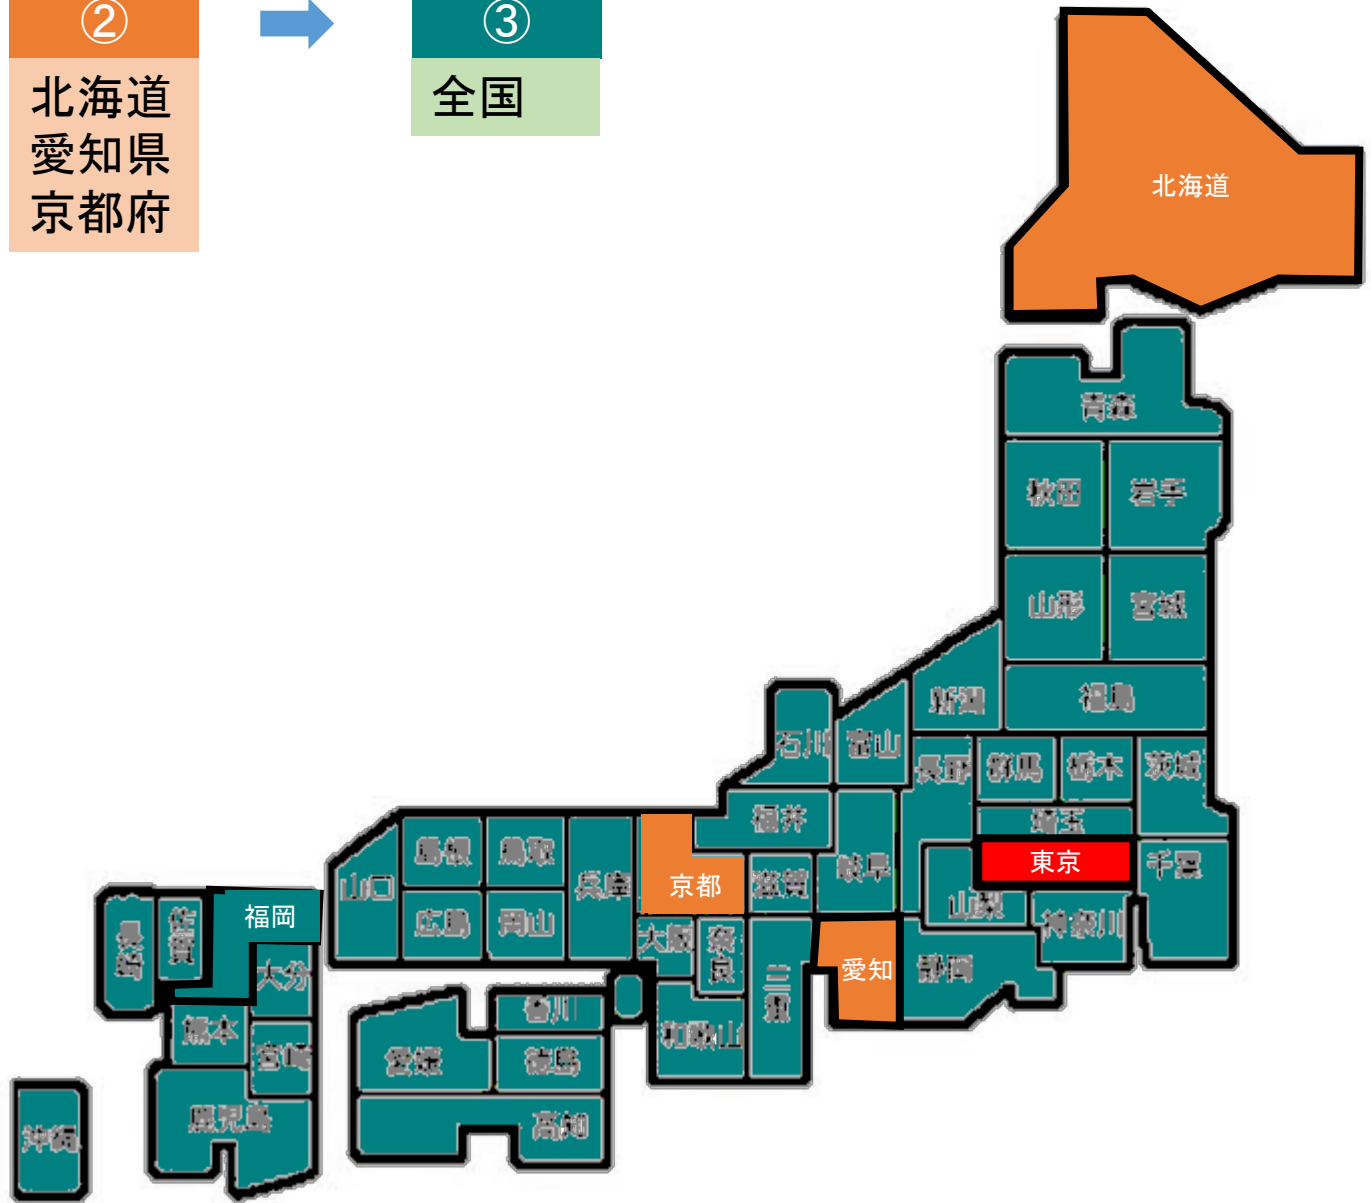 ②
北海道
愛知県
京都府
③
全国
北海道
青森
秋田
岩手
山形
宮城
新潟
福島
石川
富山
長野
群馬
栃木
茨城
福井
埼玉
島根
鳥取
兵庫
京都
滋賀
岐阜
東京
千葉
山口
山梨
福岡
佐賀
長崎
広島
岡山
大阪
奈良
三重
愛知
静岡
神奈川
大分
熊本
宮崎
香川
和歌山
愛媛
徳島
鹿児島
高知
沖縄